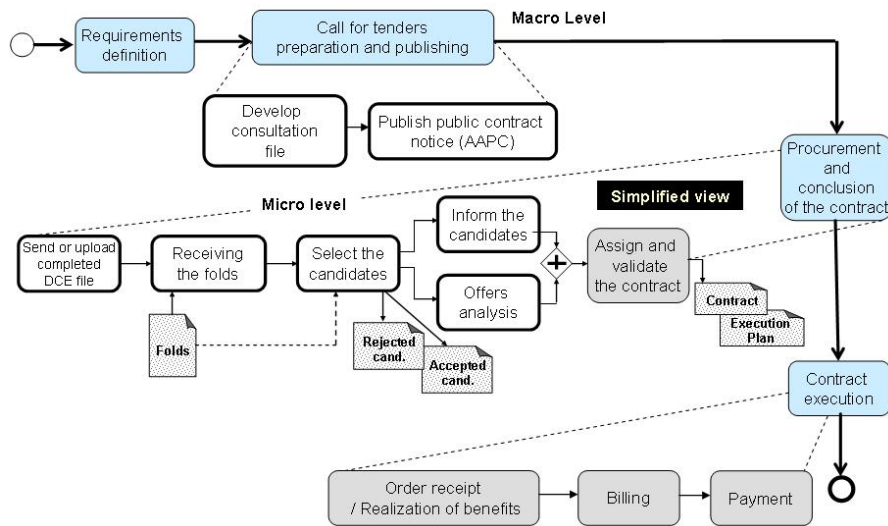 Macro Level
Requirements
definition
Call for tenders
preparation and publishing
Develop
consultation
file
Publish public contract
notice (AAPC)
Procurement and
conclusion
of the contract
Micro level
Simplified view
Send or upload
completed
DCE file
Receiving
the folds
Select the
candidates
Inform the
candidates
Offers
analysis
Assign and
validate
the contract
Contract
Execution
Plan
Folds
Rejected
cand.
Accepted
cand.
Contract
execution
Order receipt
/ Realization of benefits
Billing
Payment